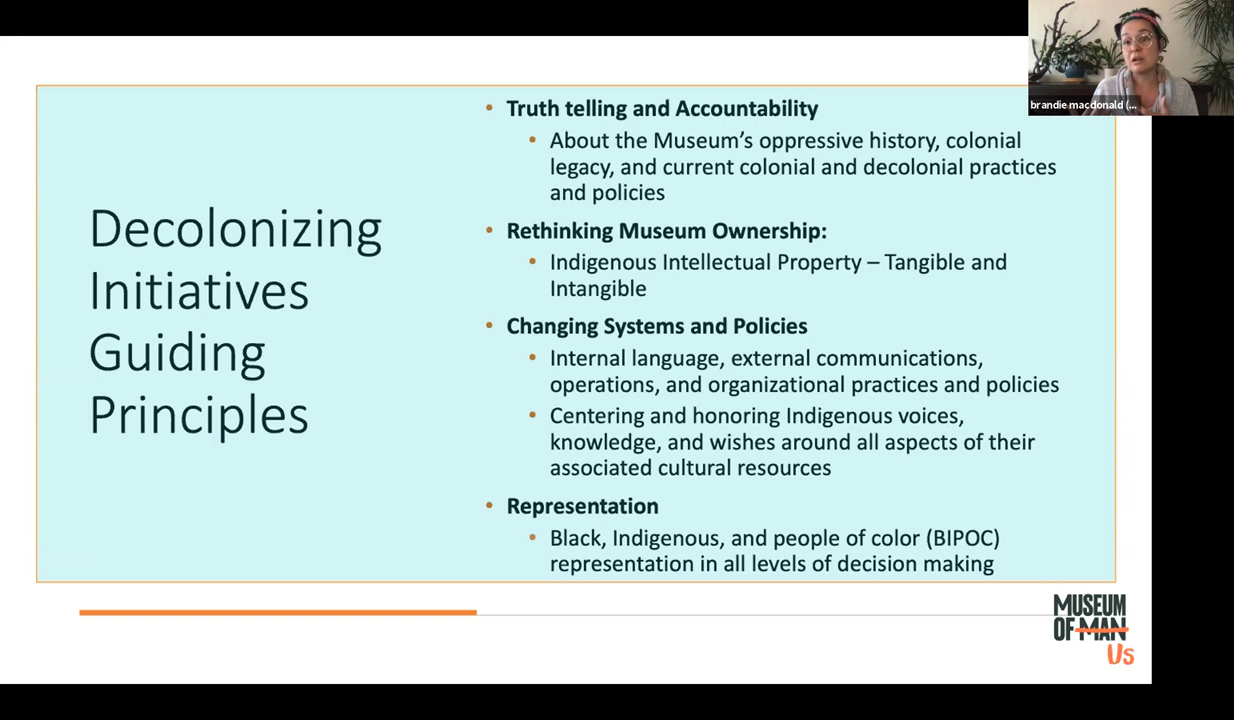 brandie macdonald (...
Decolonizing
Initiatives
Guiding
Principles
• Truth telling and Accountability
• About the Museum’s oppressive history, colonial
legacy, and current colonial and decolonial practices
and policies
• Rethinking Museum Ownership:
• Indigenous Intellectual Property – Tangible and
Intangible
• Changing Systems and Policies
• Internal language, external communications,
operations, and organizational practices and policies
• Centering and honoring Indigenous voices,
knowledge, and wishes around all aspects of their
associated cultural resources
• Representation
• Black, Indigenous, and people of color (BIPOC)
representation in all levels of decision making
MUSEUM
OF MAN
Us